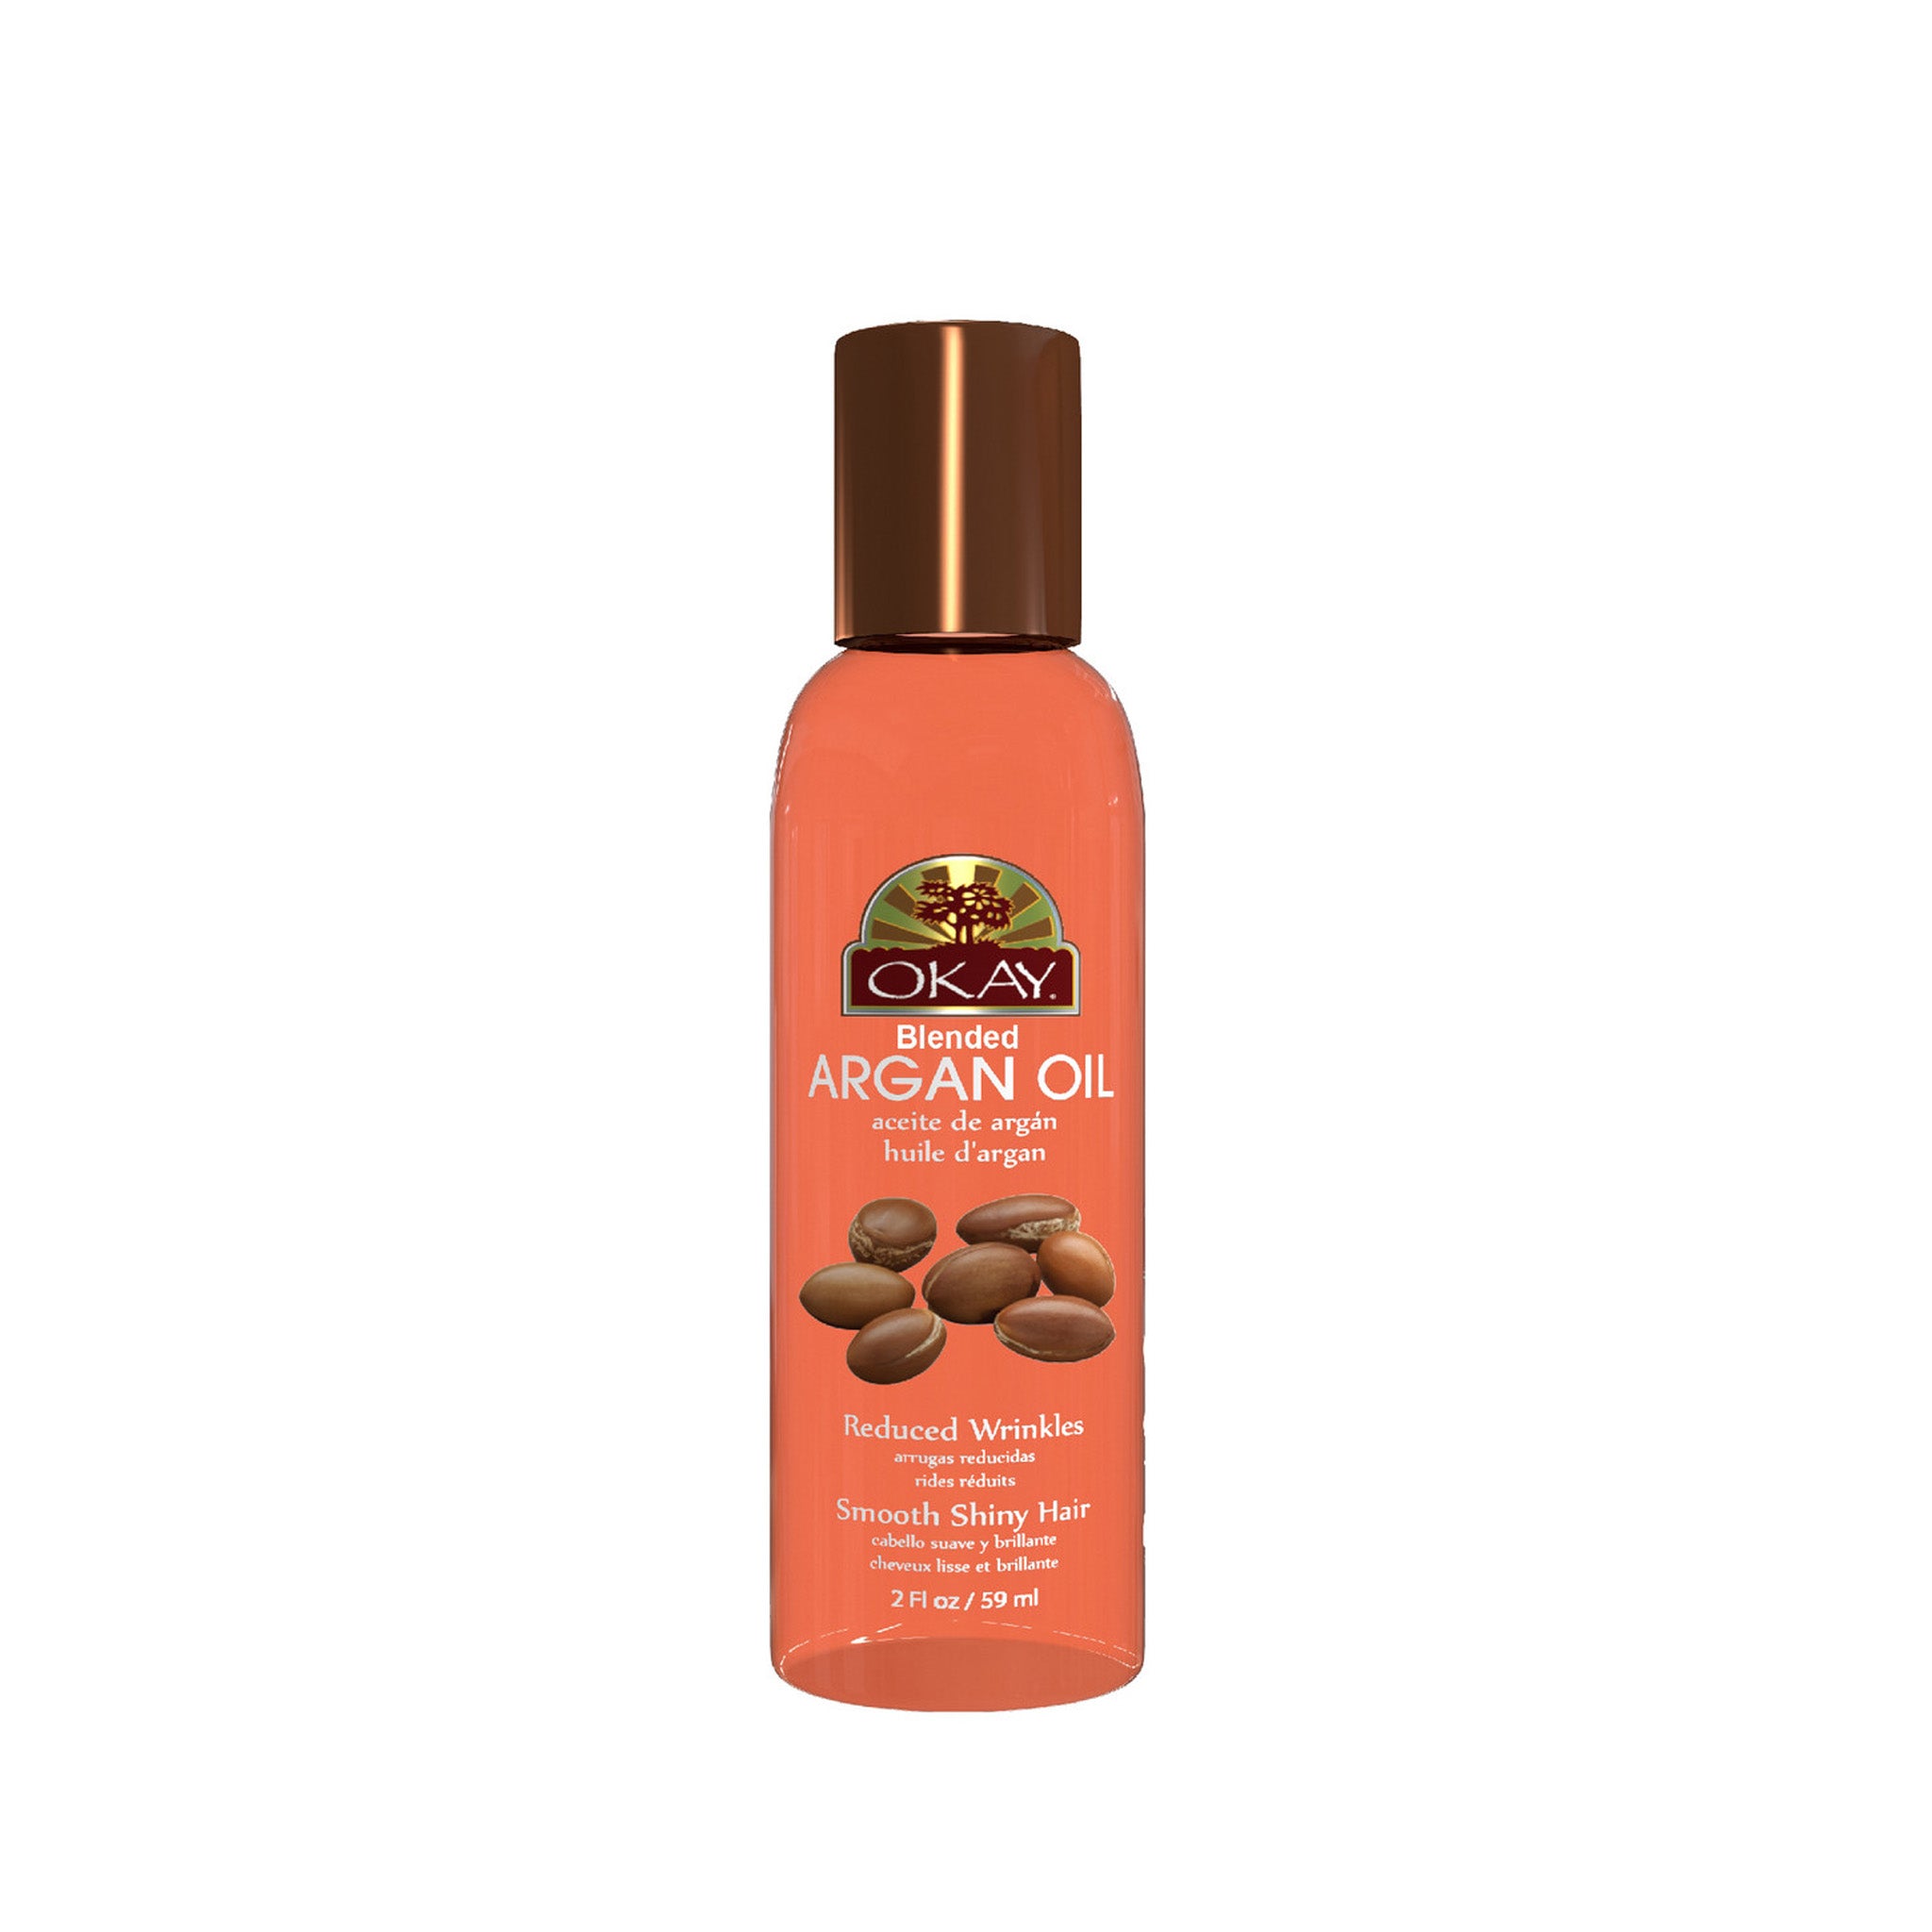 OKAY®
Blended
ARGAN OIL
aceite de argán
huile d'argan
Reduced Wrinkles
arrugas reducidas
rides réduits
Smooth Shiny Hair
cabello suave y brillante
cheveux lisse et brillante
2 Fl oz / 59 ml